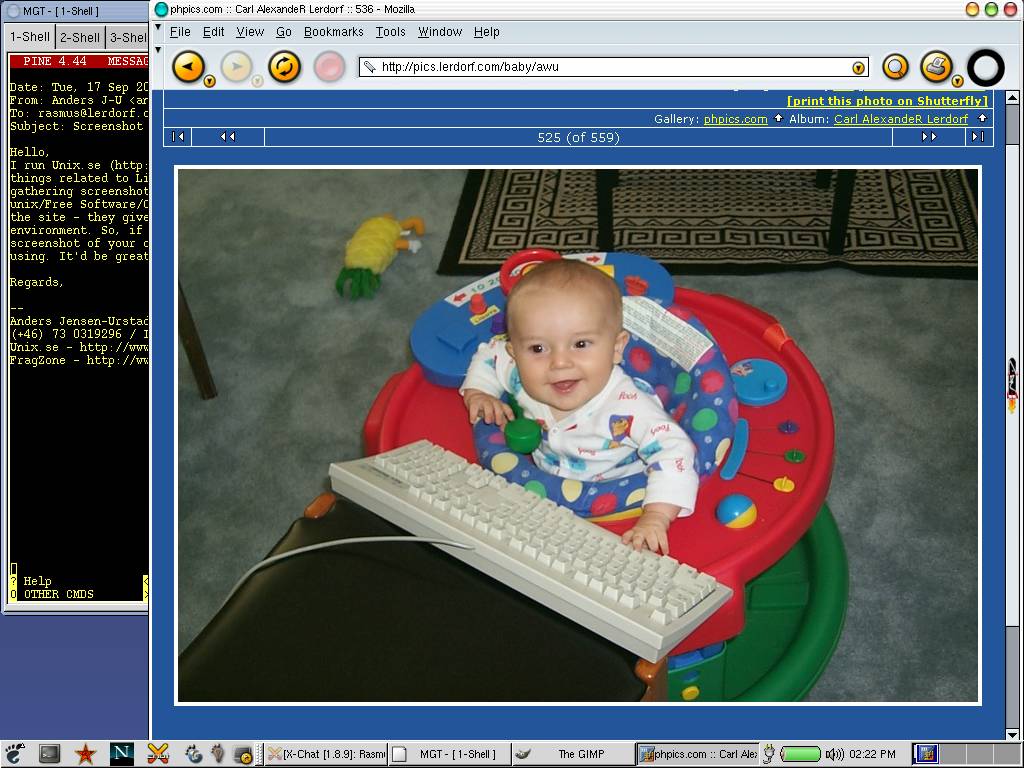 MGT - [ 1-Shell ]
1-Shell 2-Shell 3-Shel
PINE 4.44 MESSAG
Date: Tue, 17 Sep 20
From: Anders J-U <an
To: rasmus@lerdorf.c
Subject: Screenshot
Hello,
I run Unix.se (http:
things related to Li
gathering screenshot
unix/Free Software/O
the site - they give
environment. So, if
screenshot of your d
using. It'd be great
Regards,
--
Anders Jensen-Urstad
(+46) 73 0319296 / I
Unix.se - http://www
FragZone - http://ww
? Help
O OTHER CMDS
phpics.com :: Carl AlexandeR Lerdorf :: 536 - Mozilla
File Edit View Go Bookmarks Tools Window Help
http://pics.lerdorf.com/baby/awu
[print this photo on Shutterfly]
Gallery: phpics.com Album: Carl AlexandeR Lerdorf
525 (of 559)
10 20
Pooh
Pooh
[X-Chat [1.8.9]: Rasm MGT - [ 1-Shell ] The GIMP phpics.com :: Carl Ale 02:22 PM